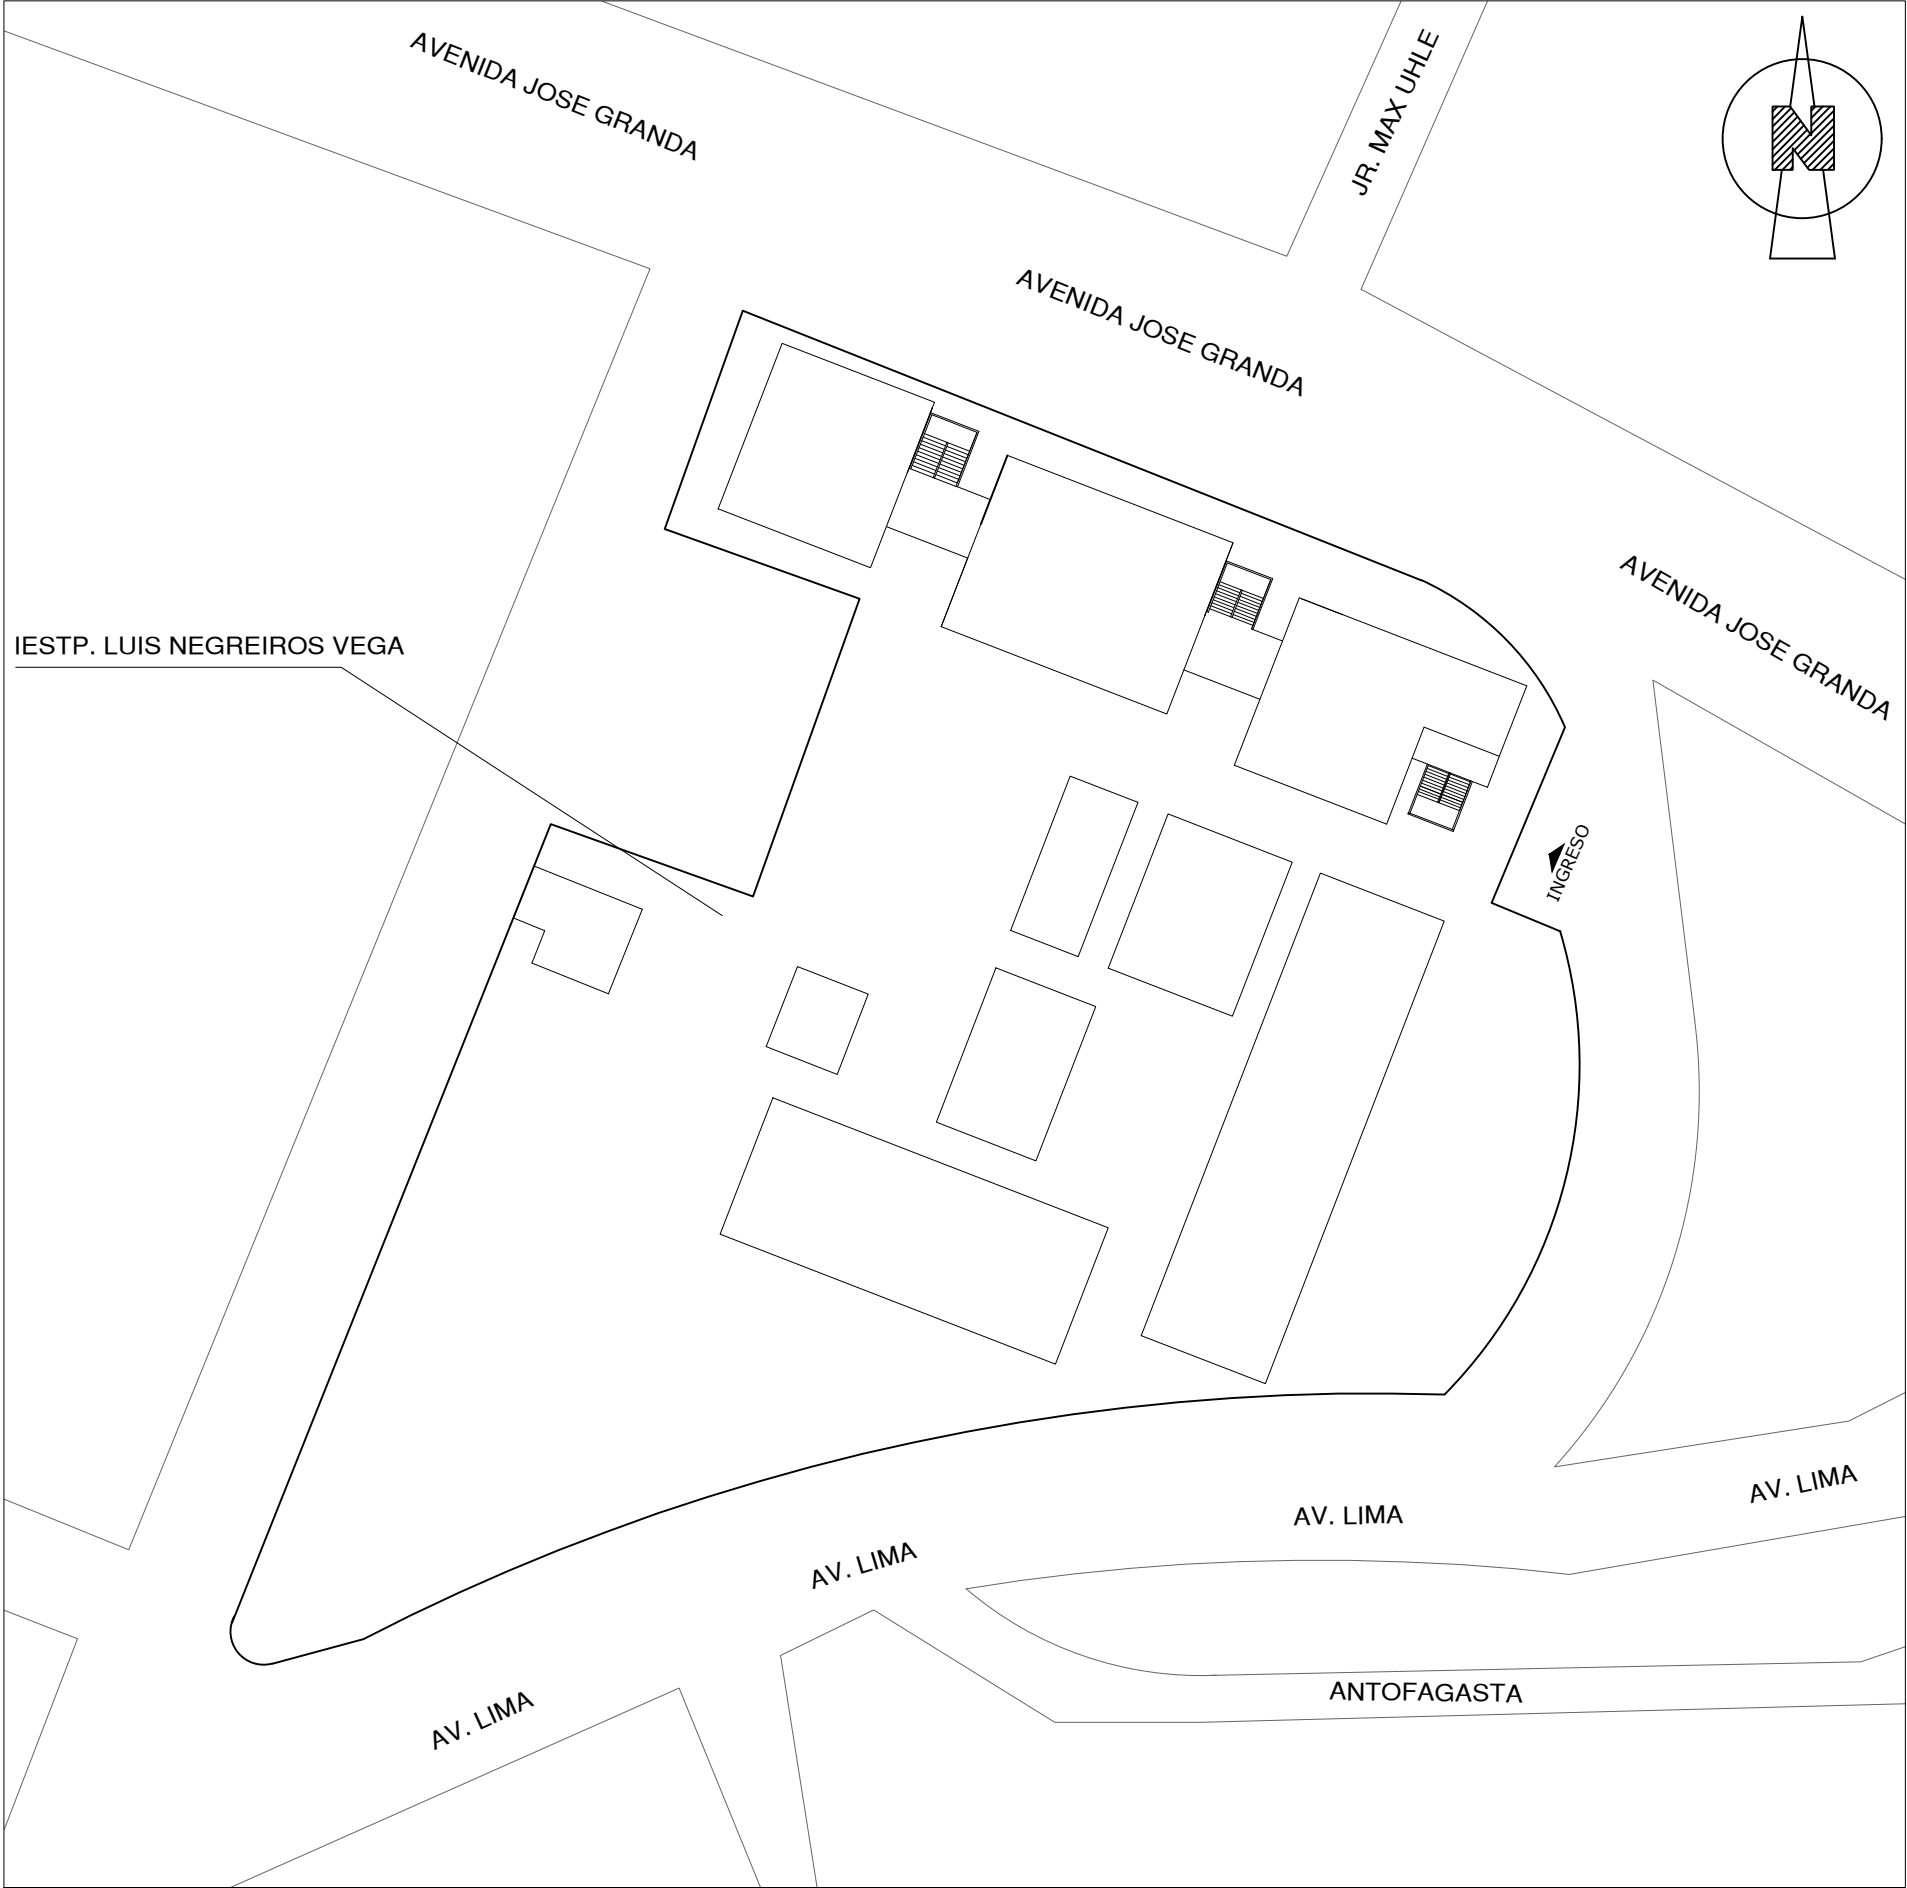 AVENIDA JOSE GRANDA
JR. MAX UHLE
N
AVENIDA JOSE GRANDA
AVENIDA JOSE GRANDA
IESTP. LUIS NEGREIROS VEGA
INGRESO
AV. LIMA
AV. LIMA
AV. LIMA
AV. LIMA
ANTOFAGASTA